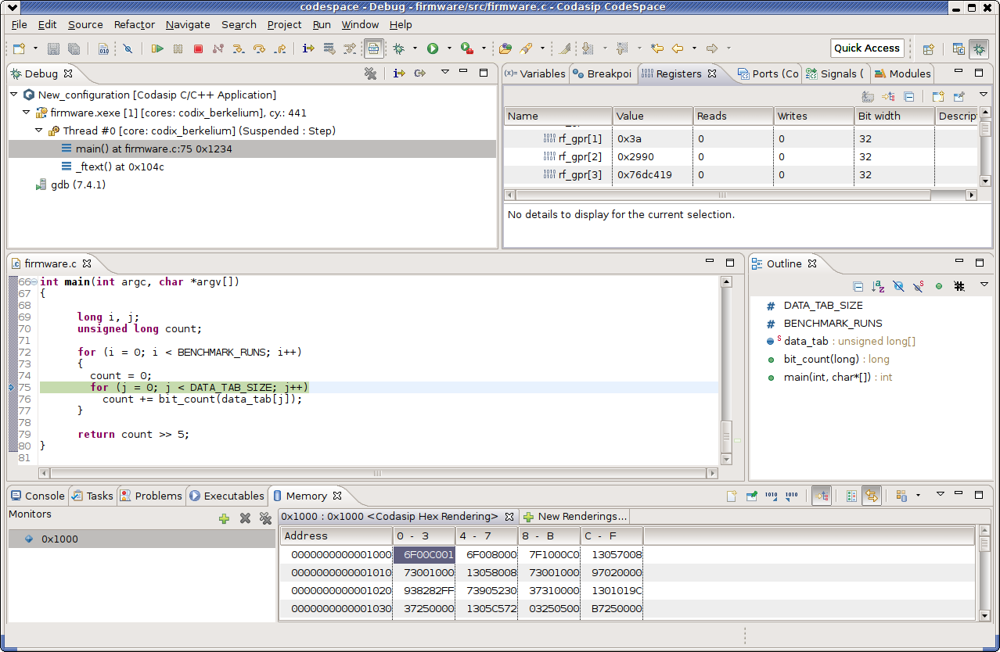 codespace - Debug - firmware/src/firmware.c - Codasip CodeSpace
File Edit Source Refactor Navigate Search Project Run Window Help
Quick Access
Debug
New_configuration [Codasip C/C++ Application]
firmware.xexe [1] [cores: codix_berkelium], cy.: 441
Thread #0 [core: codix_berkelium] (Suspended : Step)
main() at firmware.c:75 0x1234
_ftext() at 0x104c
gdb (7.4.1)
(x)= Variables Breakpoi Registers Ports (Co Signals ( Modules
Name Value Reads Writes Bit width Descrip
rf_gpr[1] 0x3a 0 0 32
rf_gpr[2] 0x2990 0 0 32
rf_gpr[3] 0x76dc419 0 0 32
No details to display for the current selection.
firmware.c
66 int main(int argc, char *argv[])
67 {
68
69 long i, j;
70 unsigned long count;
71
72 for (i = 0; i < BENCHMARK_RUNS; i++)
73 {
74 count = 0;
75 for (j = 0; j < DATA_TAB_SIZE; j++)
76 count += bit_count(data_tab[j]);
77 }
78
79 return count >> 5;
80 }
81
Outline
# DATA_TAB_SIZE
# BENCHMARK_RUNS
S data_tab : unsigned long[]
bit_count(long) : long
main(int, char*[]) : int
Console Tasks Problems Executables Memory
Monitors
0x1000
0x1000 : 0x1000 <Codasip Hex Rendering> New Renderings...
Address 0 - 3 4 - 7 8 - B C - F
0000000000001000 6F00C001 6F008000 7F1000C0 13057008
0000000000001010 73001000 13058008 73001000 97020000
0000000000001020 938282FF 73905230 37310000 1301019C
0000000000001030 37250000 1305C572 03250500 B7250000